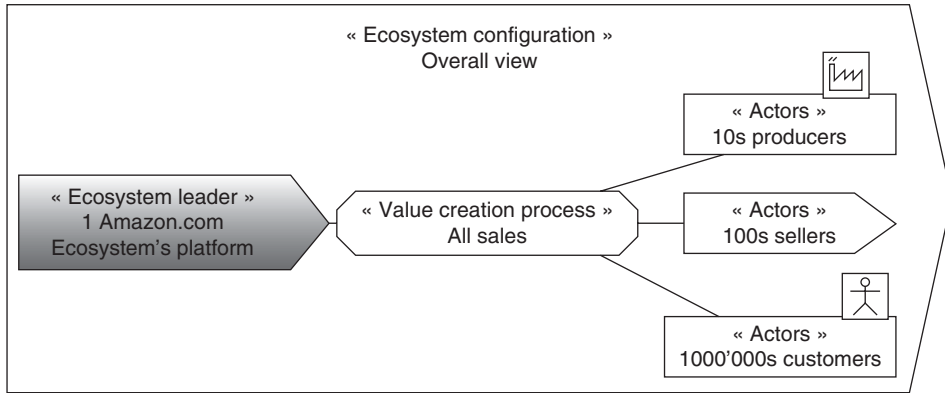 « Ecosystem configuration »
Overall view
« Actors »
10s producers
« Ecosystem leader »
1 Amazon.com
Ecosystem’s platform
« Value creation process »
All sales
« Actors »
100s sellers
« Actors »
1000’000s customers